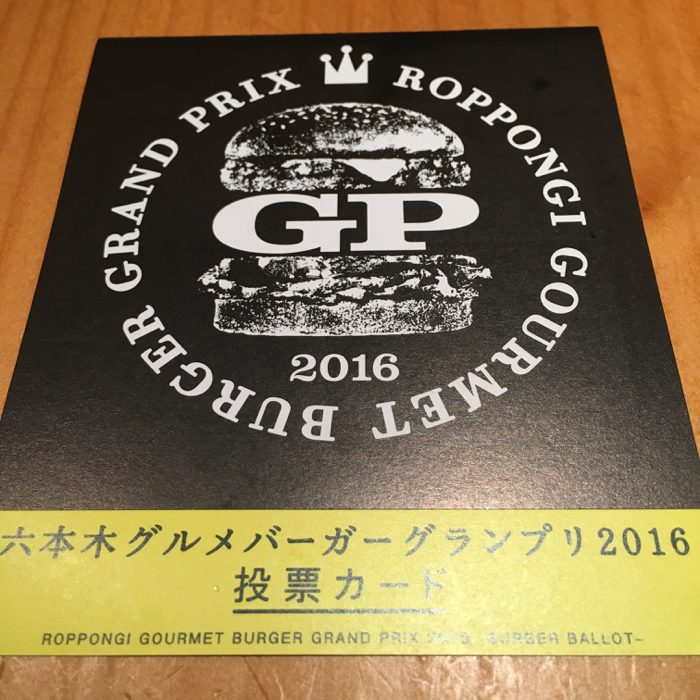 ROPPONGI GOURMET BURGER GRAND PRIX
GP
2016
六本木グルメバーガーグランプリ2016
投票カード
ROPPONGI GOURMET BURGER GRAND PRIX 2016 -BURGER BALLOT-